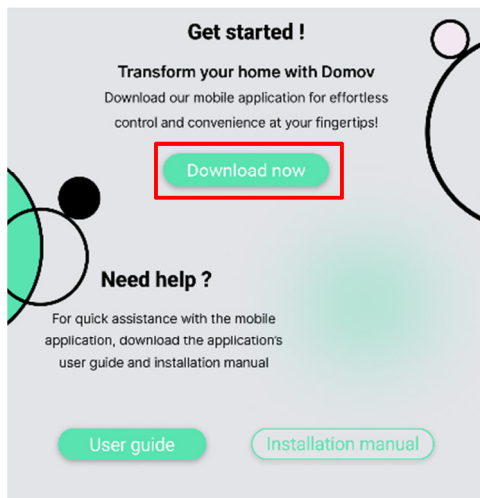 Get started !
Transform your home with Domov
Download our mobile application for effortless
control and convenience at your fingertips!
Download now
Need help ?
For quick assistance with the mobile
application, download the application's
user guide and installation manual
User guide
Installation manual